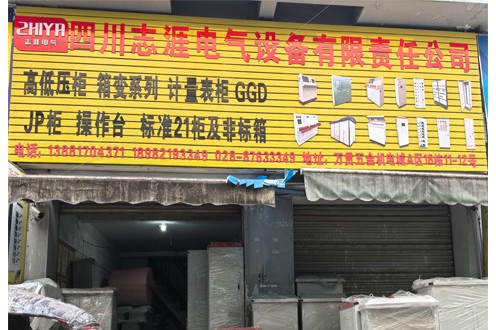 ZHIYA
志涯电气
四川志涯电气设备有限责任公司
高低压柜 箱变系列 计量表柜 GGD
JP柜 操作台 标准21柜及非标箱
电话：13881704371 18982193349 028-87633349 地址：万贯五金机电城A区18栋11-12号